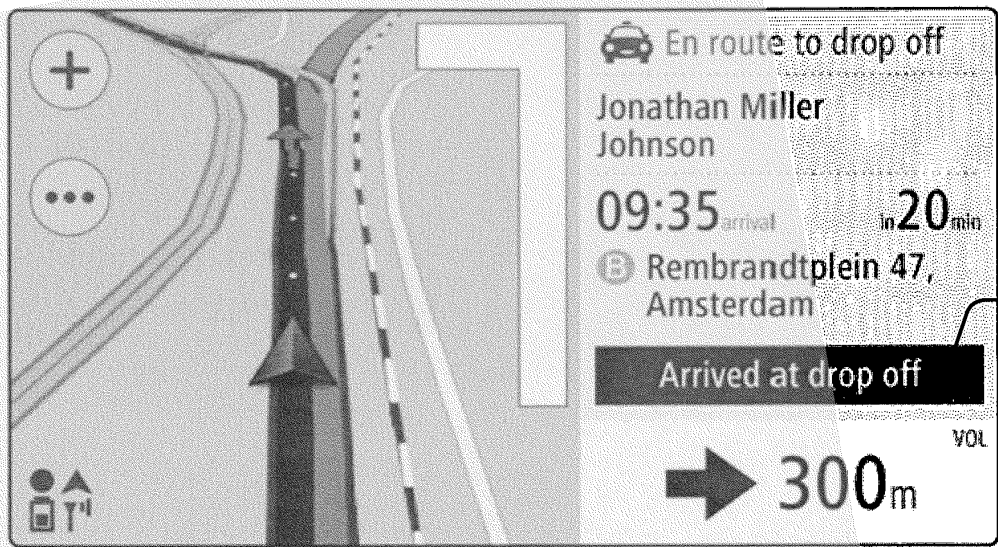 En route to drop off
Jonathan Miller
Johnson
09:35 arrival in 20 min
B Rembrandtplein 47,
Amsterdam
Arrived at drop off
VOL
300m